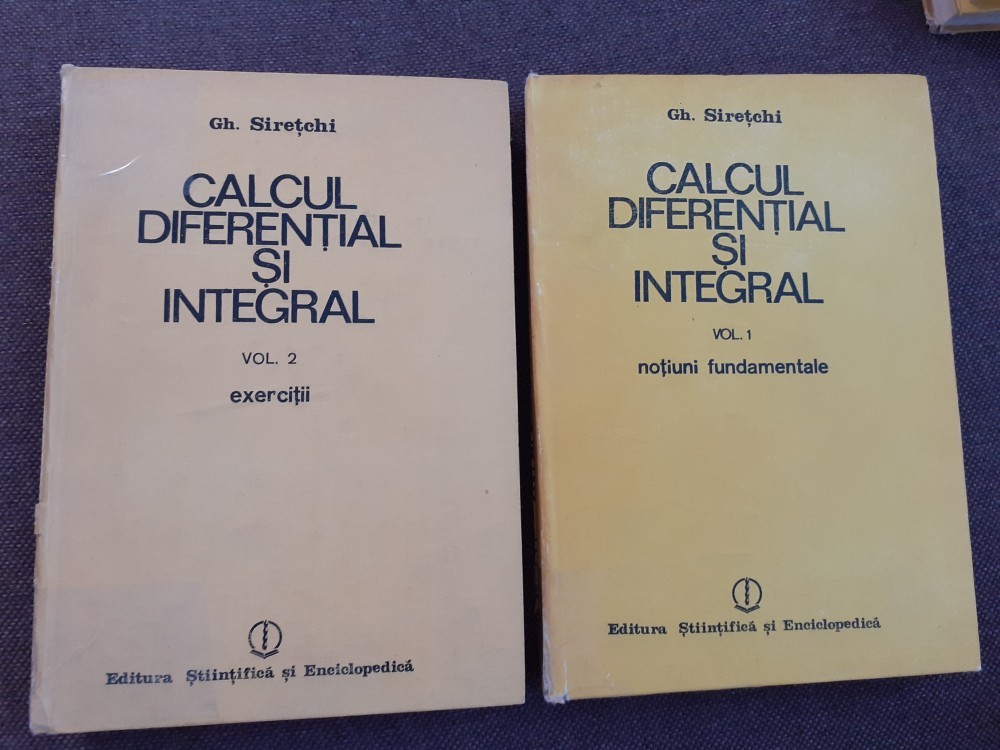 Gh. Sirețchi
CALCUL
DIFERENȚIAL
ȘI
INTEGRAL
VOL. 2
exerciții
Editura Științifică și Enciclopedică
Gh. Sirețchi
CALCUL
DIFERENȚIAL
ȘI
INTEGRAL
VOL. 1
noțiuni fundamentale
Editura Științifică și Enciclopedică